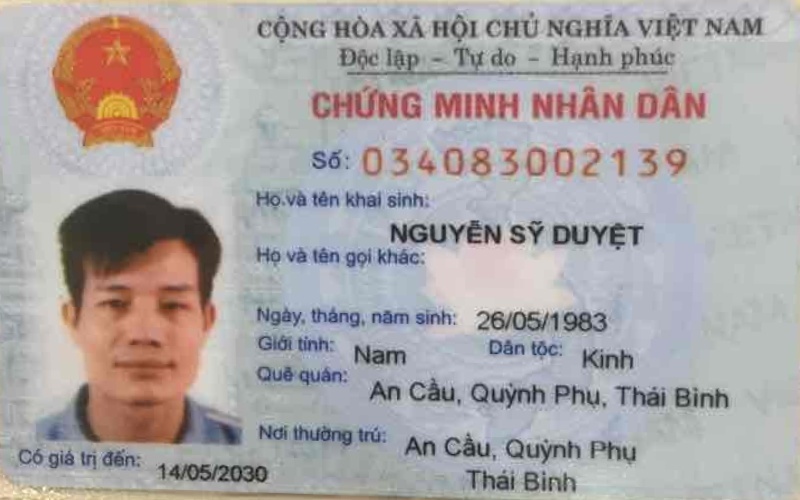 CỘNG HÒA XÃ HỘI CHỦ NGHĨA VIỆT NAM
Độc lập - Tự do - Hạnh phúc
CHỨNG MINH NHÂN DÂN
Số: 034083002139
Họ và tên khai sinh:
NGUYỄN SỸ DUYỆT
Họ và tên gọi khác:
Ngày, tháng, năm sinh: 26/05/1983
Giới tính: Nam Dân tộc: Kinh
Quê quán: An Cầu, Quỳnh Phụ, Thái Bình
Nơi thường trú: An Cầu, Quỳnh Phụ
Thái Bình
Có giá trị đến: 14/05/2030